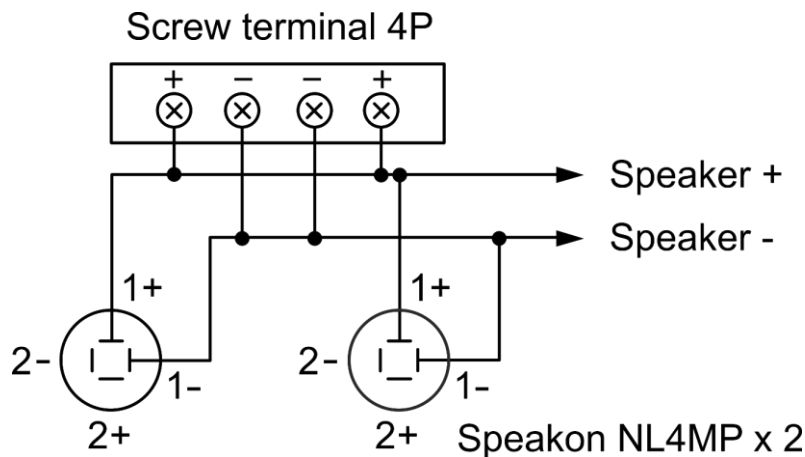 Screw terminal 4P
+ − − +
Speaker +
Speaker -
1+ 1+
2- 1- 2- 1-
2+ 2+
Speakon NL4MP x 2